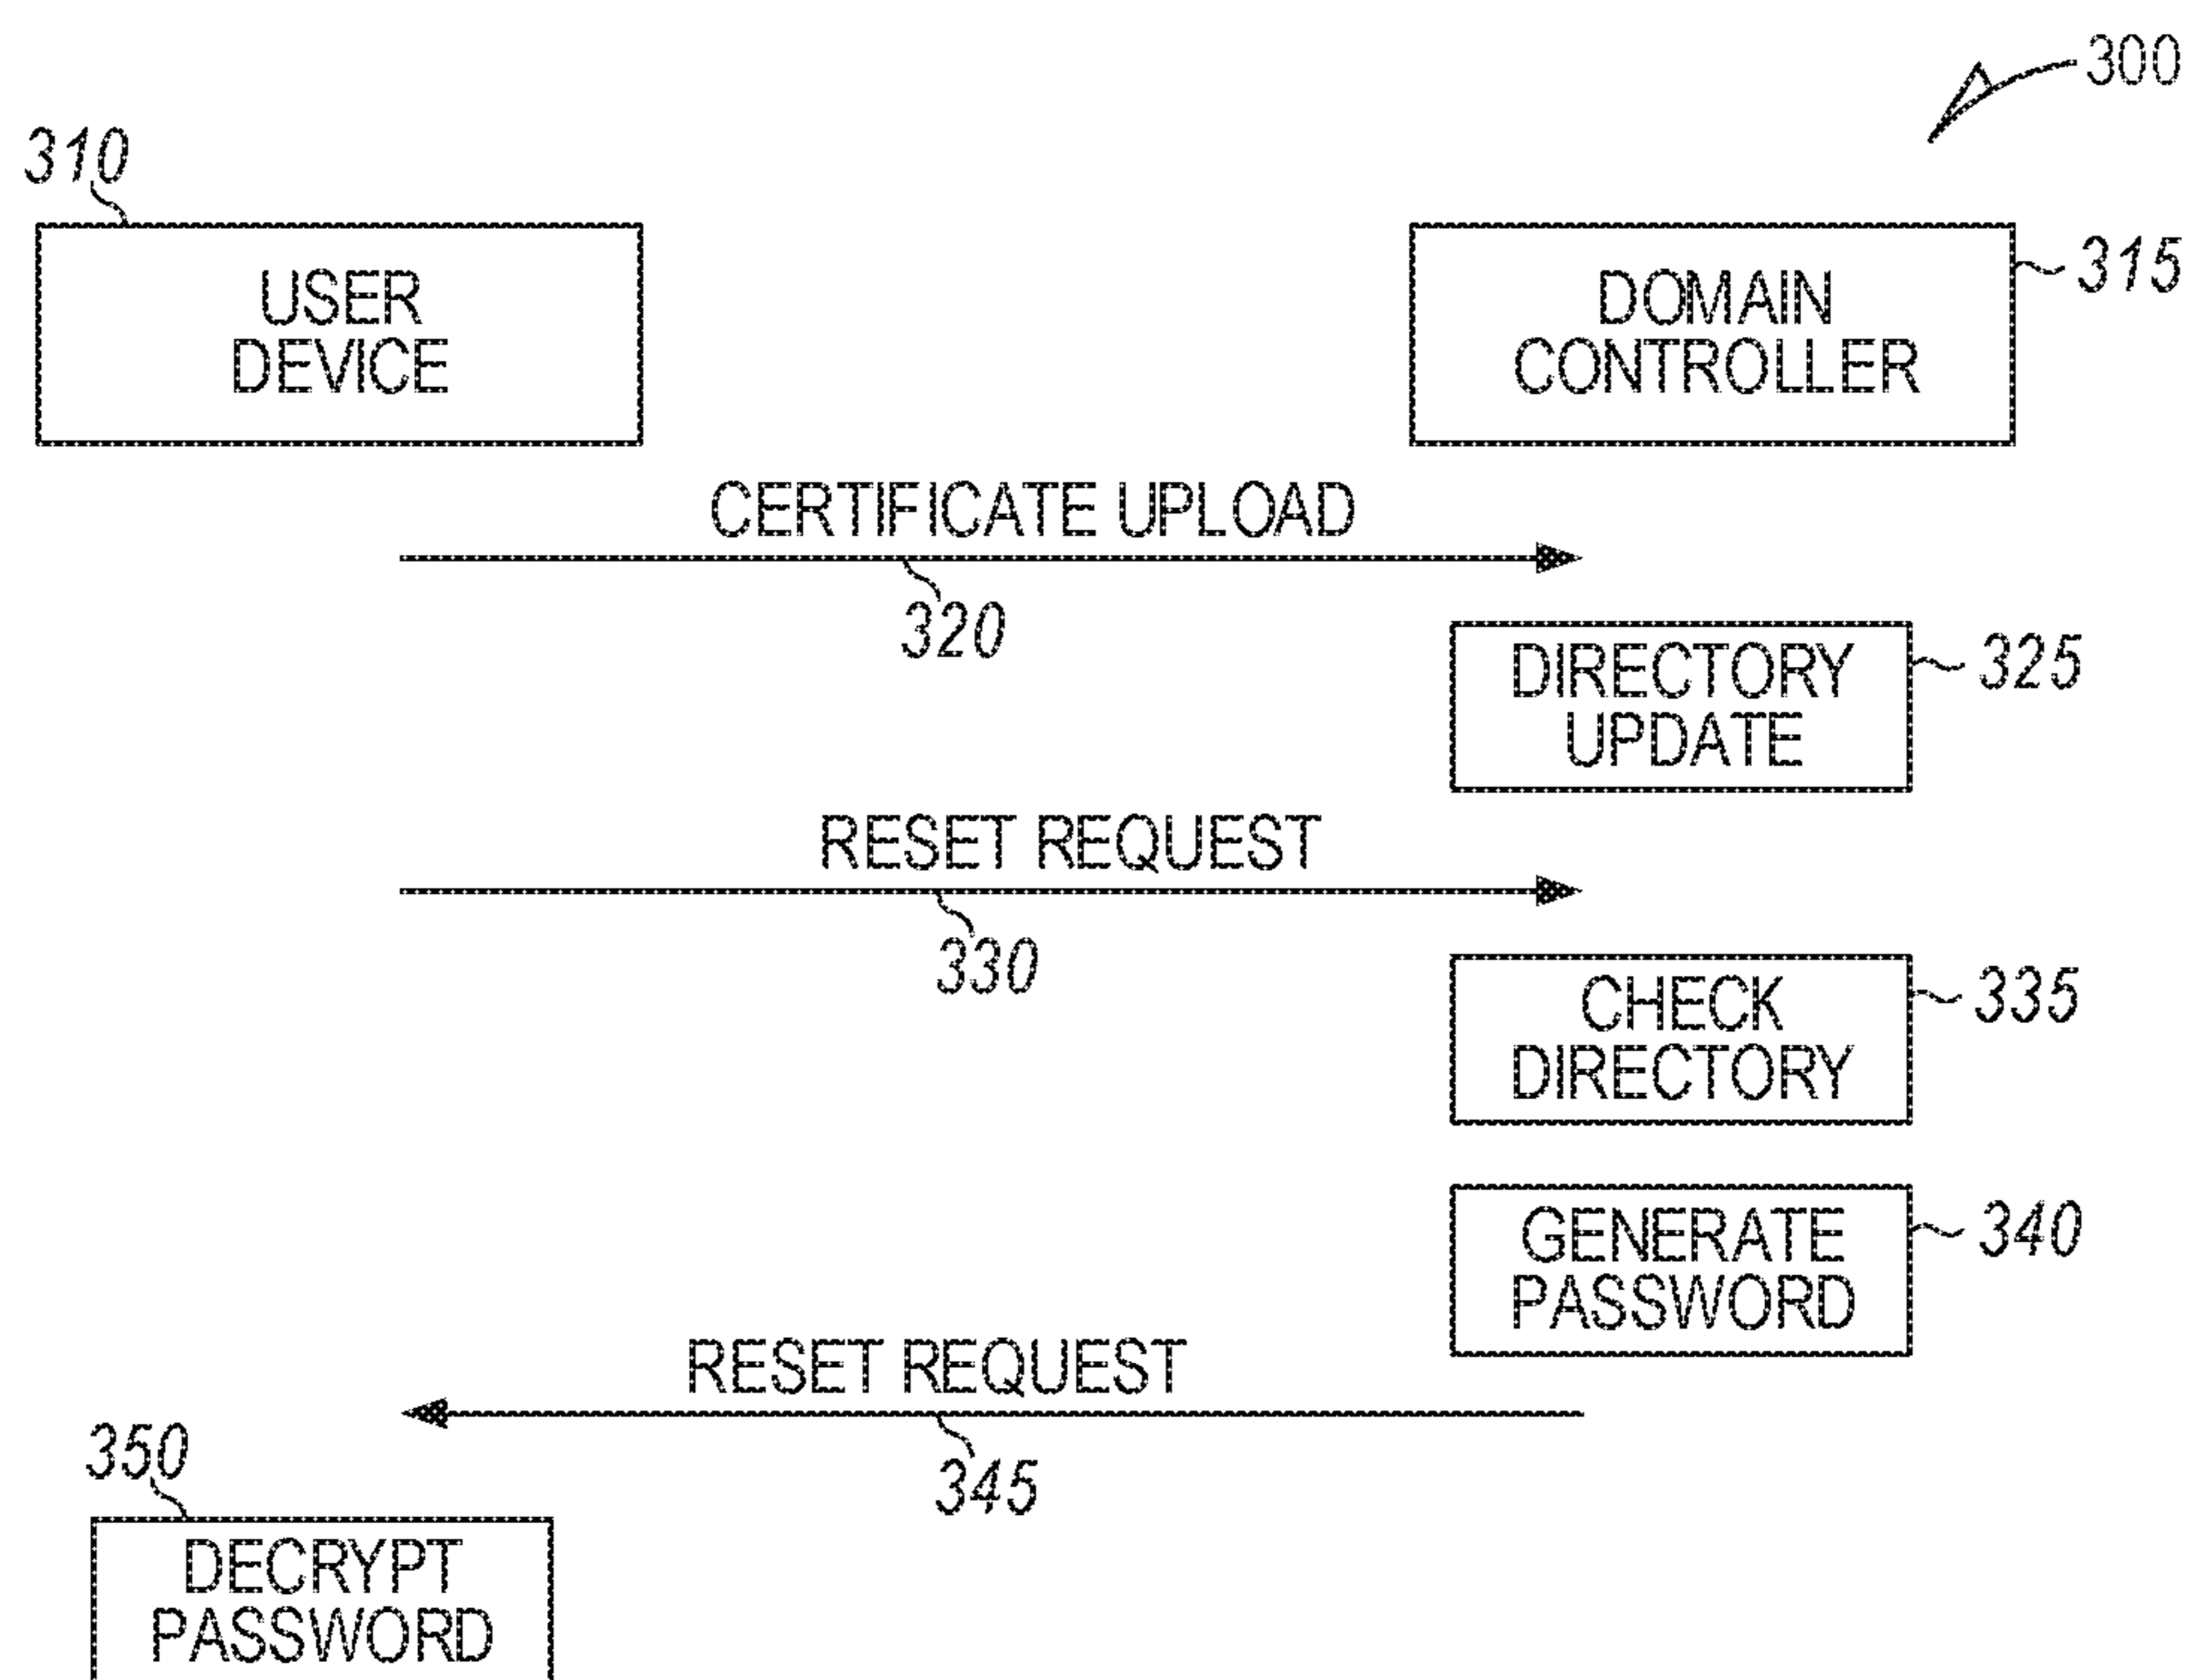 300
310
USER
DEVICE
DOMAIN
CONTROLLER
315
CERTIFICATE UPLOAD
320
DIRECTORY
UPDATE
325
RESET REQUEST
330
CHECK
DIRECTORY
335
GENERATE
PASSWORD
340
RESET REQUEST
345
350
DECRYPT
PASSWORD